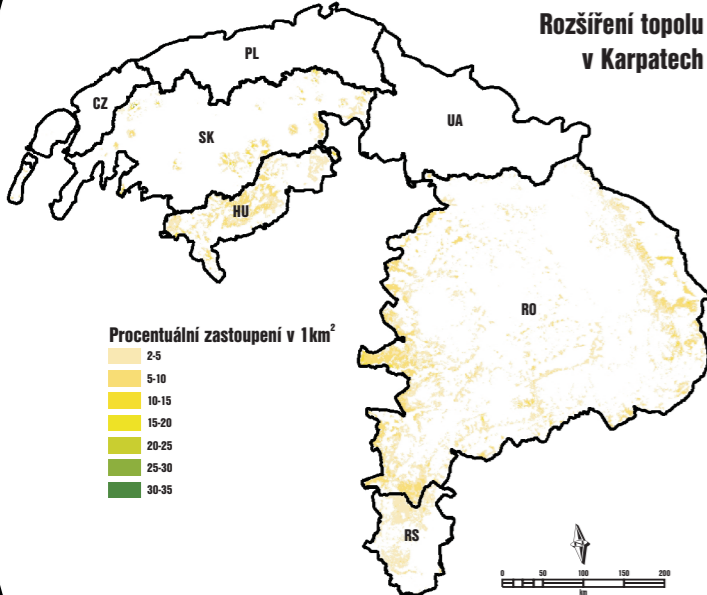 Rozšíření topolu
v Karpatech
PL
CZ
SK
UA
HU
RO
RS
Procentuální zastoupení v 1km²
2-5
5-10
10-15
15-20
20-25
25-30
30-35
0 50 100 150 200
km